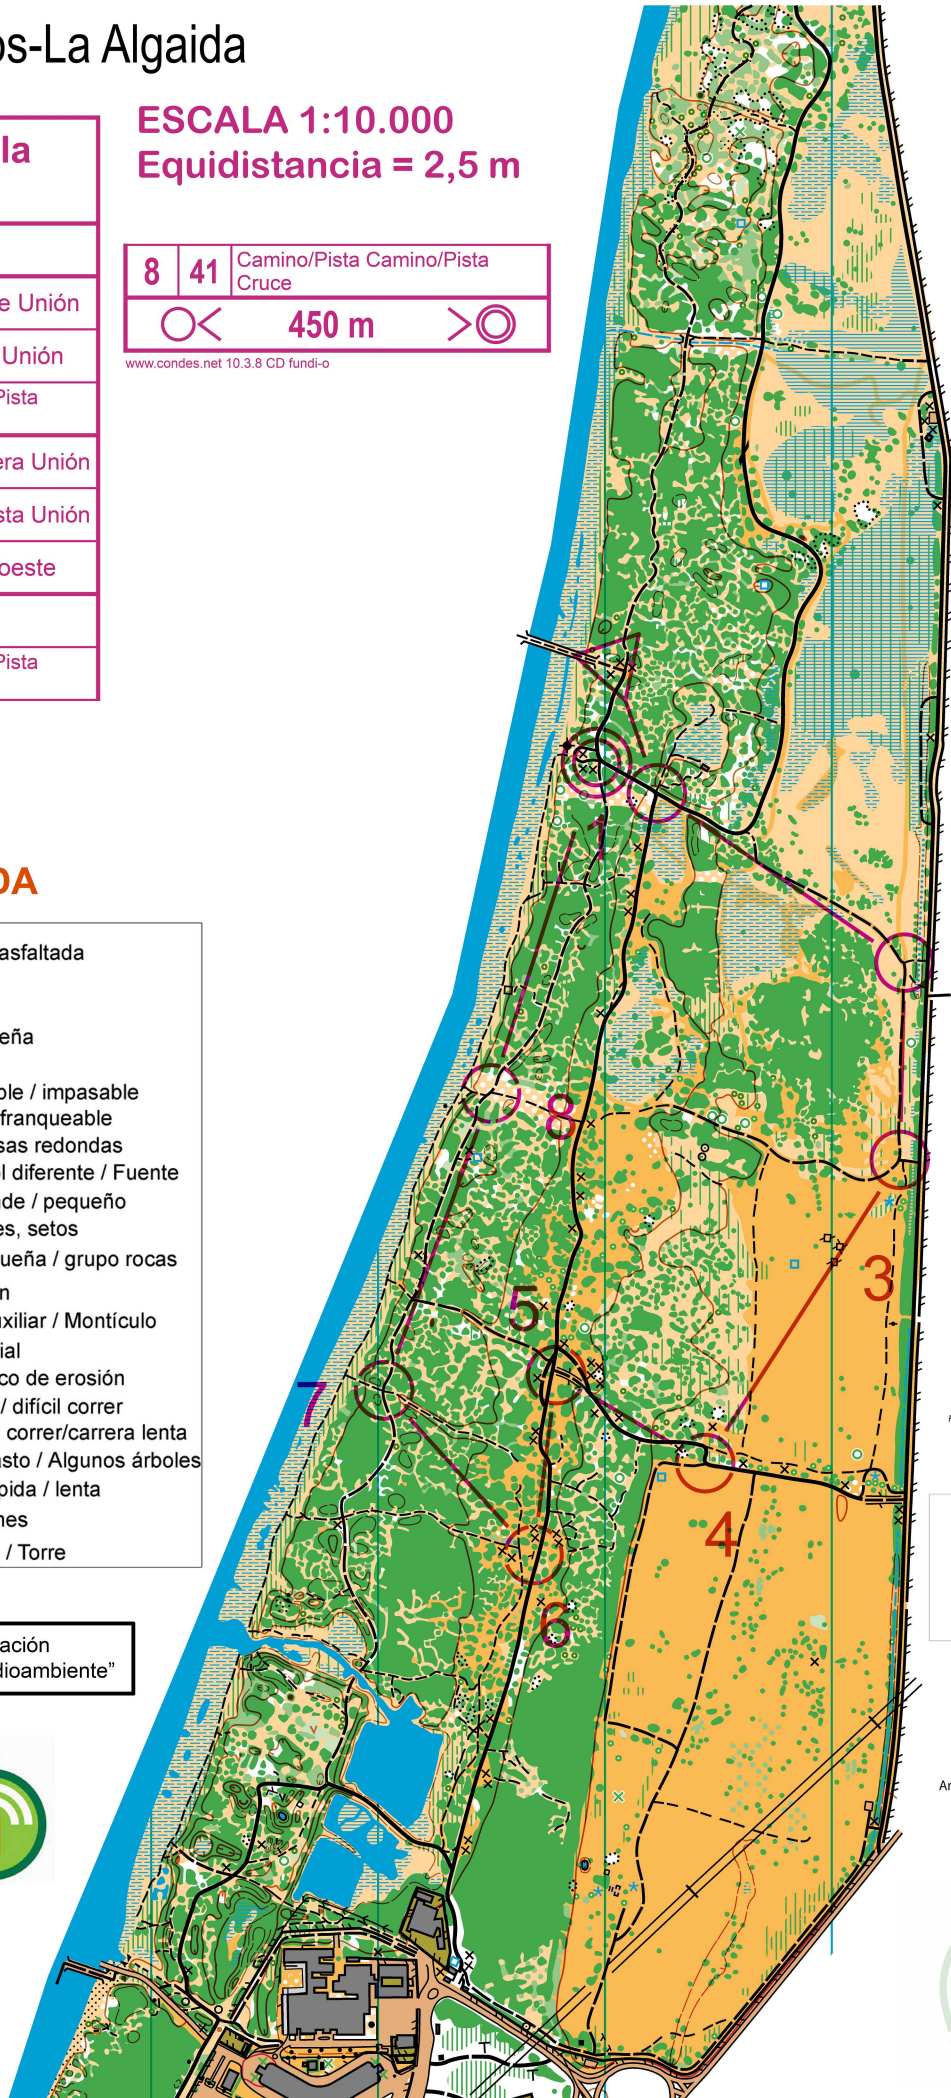 os-La Algaida
ESCALA 1:10.000
Equidistancia = 2,5 m
la
8 41 Camino/Pista Camino/Pista
Cruce
450 m
www.condes.net 10.3.8 CD fundi-o
e Unión
Unión
Pista
era Unión
sta Unión
oeste
Pista
1
DA
asfaltada
eña
ble / impasable
franqueable
sas redondas
ol diferente / Fuente
de / pequeño
es, setos
ueña / grupo rocas
n
uxiliar / Montículo
ial
co de erosión
/ difícil correr
correr/carrera lenta
asto / Algunos árboles
pida / lenta
nes
/ Torre
8
3
5
7
4
6
ación
dioambiente”